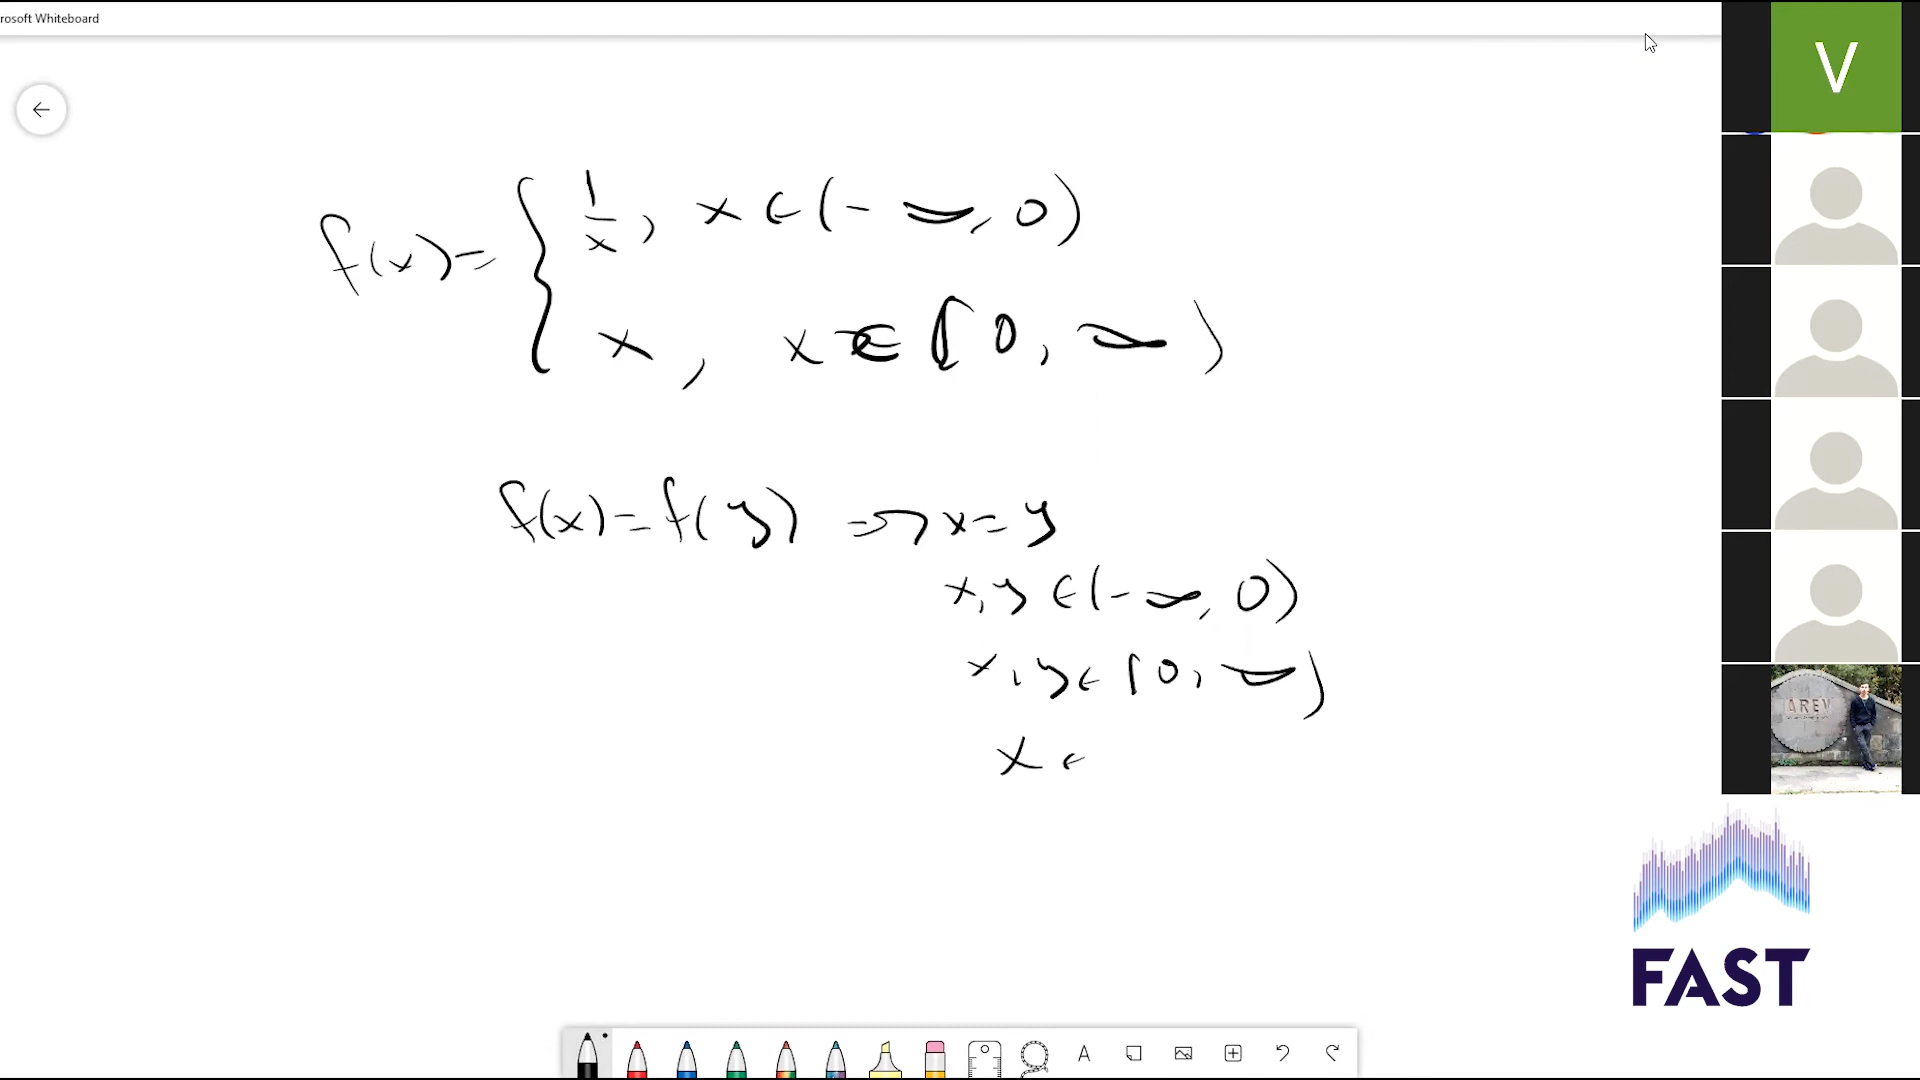 rosoft Whiteboard
V
f(x) = { 1/x, x ∈ (-∞, 0)
x, x ∈ [0, ∞)
f(x) = f(y) ⇒ x = y
x, y ∈ (-∞, 0)
x, y ∈ [0, ∞)
x ∈
AREV
FAST
A